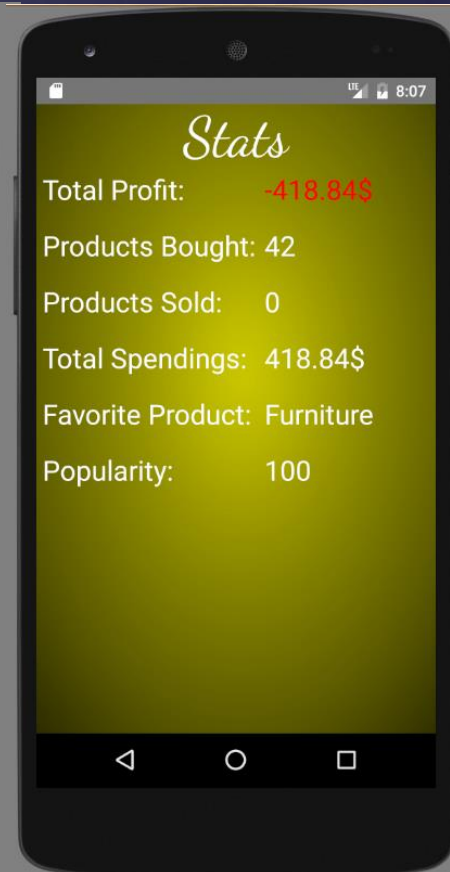 LTE 8:07
Stats
Total Profit: -418.84$
Products Bought: 42
Products Sold: 0
Total Spendings: 418.84$
Favorite Product: Furniture
Popularity: 100